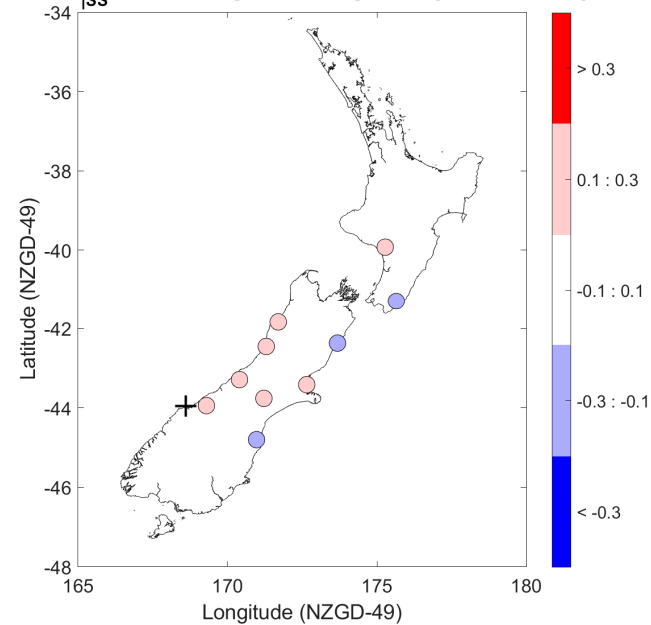 -34
-36
-38
-40
-42
-44
-46
-48
165
170
175
180
Latitude (NZGD-49)
Longitude (NZGD-49)
> 0.3
0.1 : 0.3
-0.1 : 0.1
-0.3 : -0.1
< -0.3